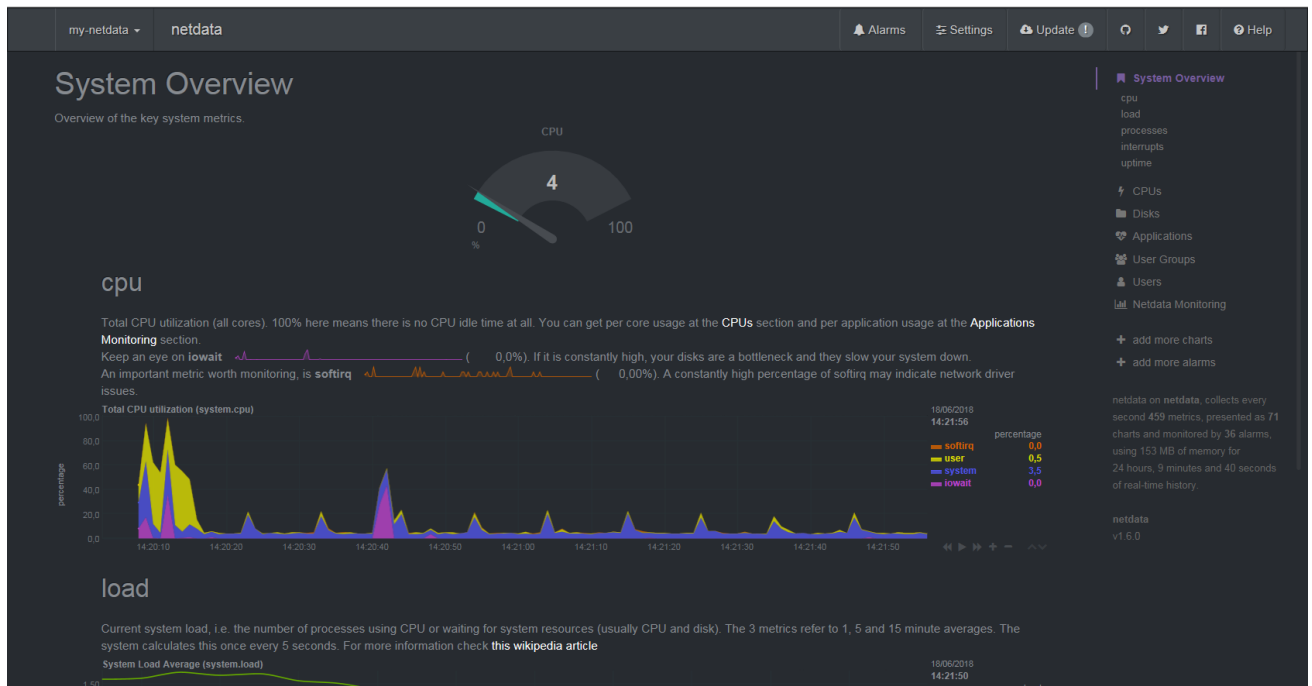 my-netdata
netdata
Alarms
Settings
Update !
Help
System Overview
Overview of the key system metrics.
CPU
4
0
100
%
cpu
Total CPU utilization (all cores). 100% here means there is no CPU idle time at all. You can get per core usage at the CPUs section and per application usage at the Applications
Monitoring section.
Keep an eye on iowait ( 0,0%). If it is constantly high, your disks are a bottleneck and they slow your system down.
An important metric worth monitoring, is softirq ( 0,00%). A constantly high percentage of softirq may indicate network driver
issues.
Total CPU utilization (system.cpu)
18/06/2018
14:21:56
percentage
softirq 0,0
user 0,5
system 3,5
iowait 0,0
percentage
100,0
80,0
60,0
40,0
20,0
0,0
14:20:10 14:20:20 14:20:30 14:20:40 14:20:50 14:21:00 14:21:10 14:21:20 14:21:30 14:21:40 14:21:50
load
Current system load, i.e. the number of processes using CPU or waiting for system resources (usually CPU and disk). The 3 metrics refer to 1, 5 and 15 minute averages. The
system calculates this once every 5 seconds. For more information check this wikipedia article
System Load Average (system.load)
18/06/2018
14:21:50
1,50
System Overview
cpu
load
processes
interrupts
uptime
CPUs
Disks
Applications
User Groups
Users
Netdata Monitoring
add more charts
add more alarms
netdata on netdata, collects every
second 459 metrics, presented as 71
charts and monitored by 36 alarms,
using 153 MB of memory for
24 hours, 9 minutes and 40 seconds
of real-time history.
netdata
v1.6.0